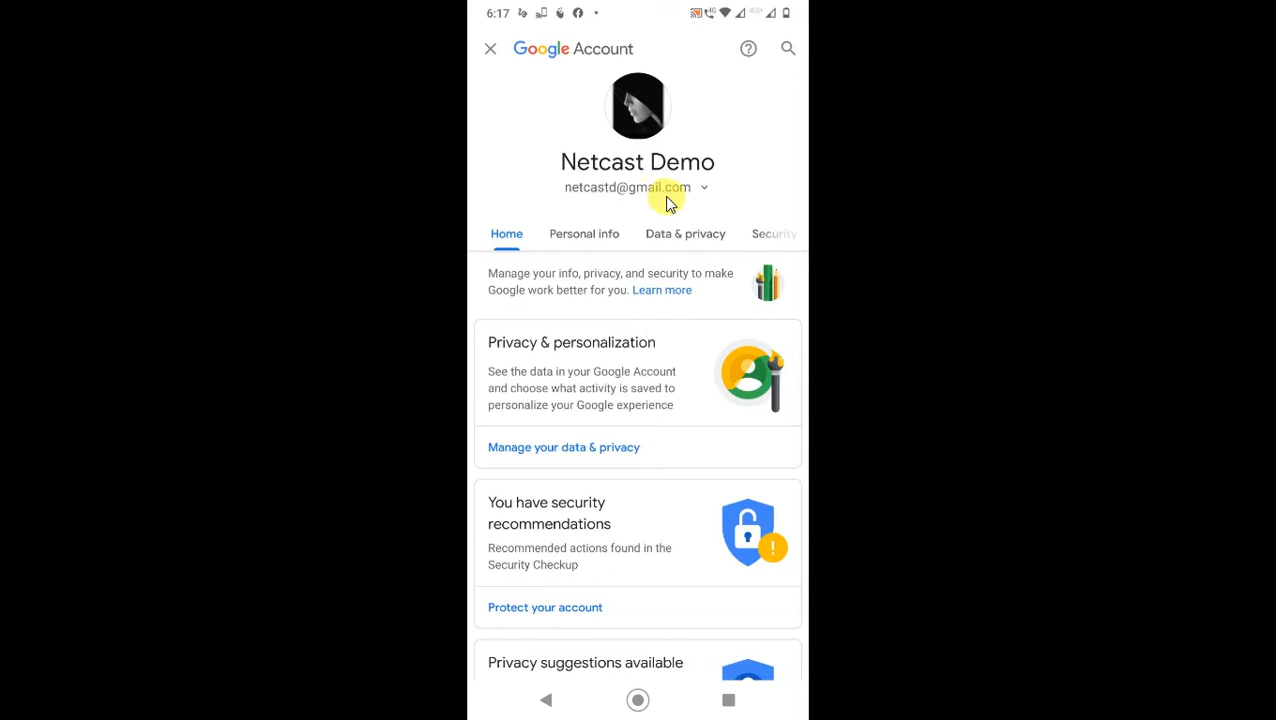 6:17
4G 4G+
Google Account
Netcast Demo
netcastd@gmail.com
Home Personal info Data & privacy Security
Manage your info, privacy, and security to make
Google work better for you. Learn more
Privacy & personalization
See the data in your Google Account
and choose what activity is saved to
personalize your Google experience
Manage your data & privacy
You have security
recommendations
Recommended actions found in the
Security Checkup
Protect your account
Privacy suggestions available